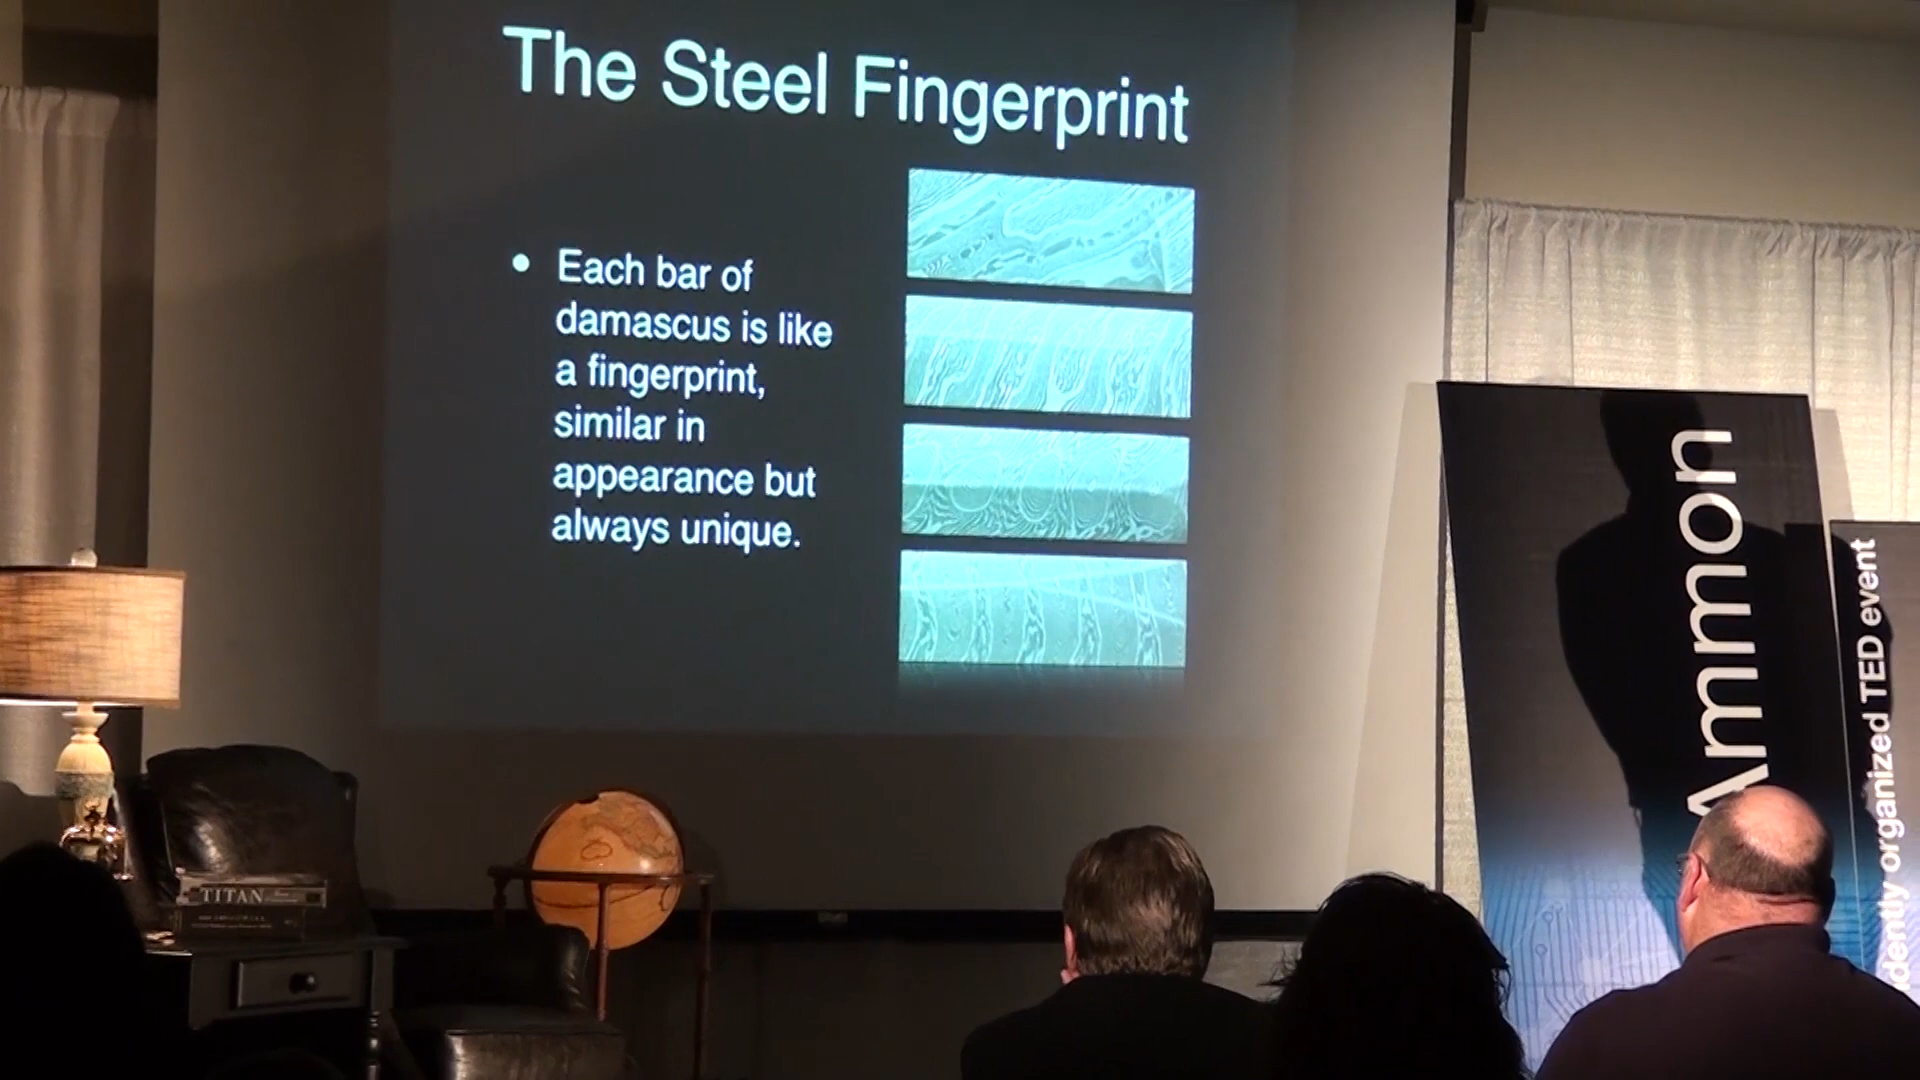 The Steel Fingerprint
Each bar of
damascus is like
a fingerprint,
similar in
appearance but
always unique.
Ammon
organized TED event
TITAN